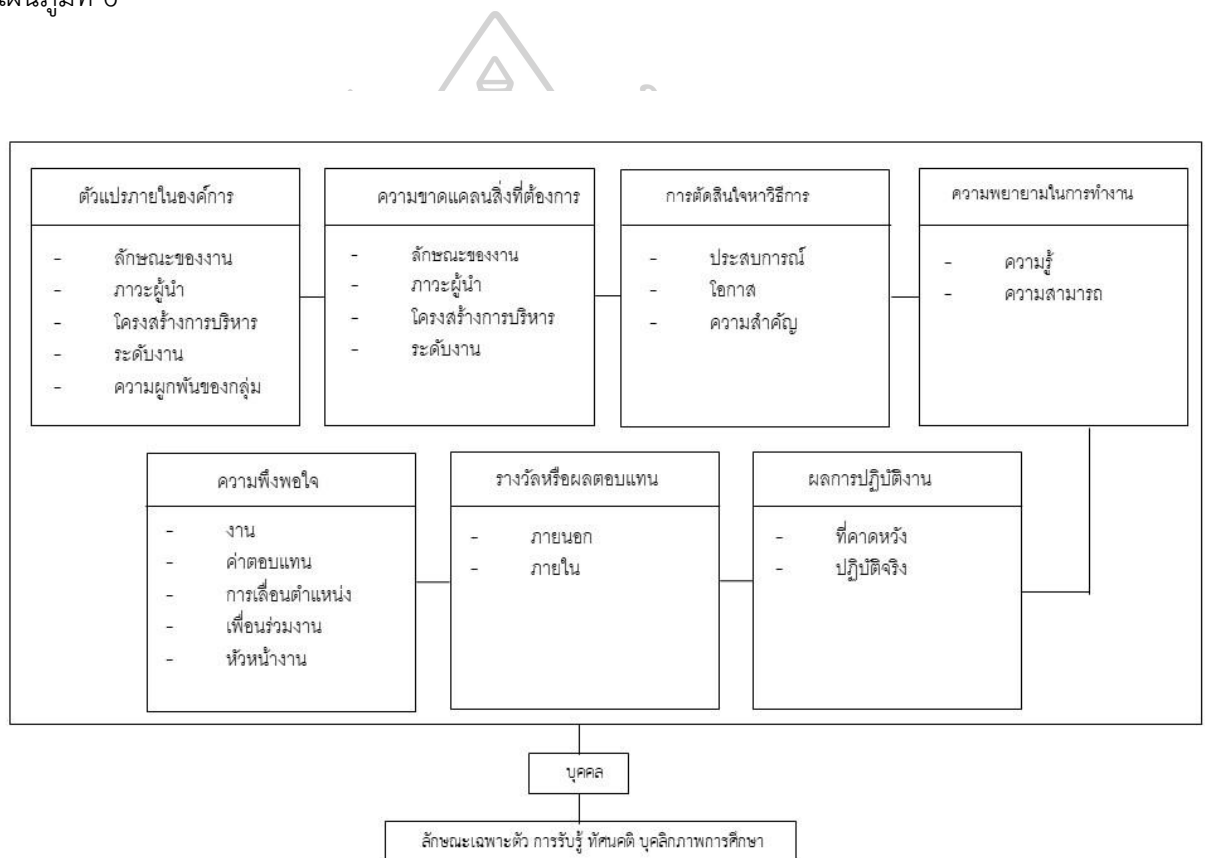 ตัวแปรภายในองค์การ
- ลักษณะของงาน
- ภาวะผู้นำ
- โครงสร้างการบริหาร
- ระดับงาน
- ความผูกพันของกลุ่ม
ความขาดแคลนสิ่งที่ต้องการ
- ลักษณะของงาน
- ภาวะผู้นำ
- โครงสร้างการบริหาร
- ระดับงาน
การตัดสินใจหาวิธีการ
- ประสบการณ์
- โอกาส
- ความสำคัญ
ความพยายามในการทำงาน
- ความรู้
- ความสามารถ
ความพึงพอใจ
- งาน
- ค่าตอบแทน
- การเลื่อนตำแหน่ง
- เพื่อนร่วมงาน
- หัวหน้างาน
รางวัลหรือผลตอบแทน
- ภายนอก
- ภายใน
ผลการปฏิบัติงาน
- ที่คาดหวัง
- ปฏิบัติจริง
บุคคล
ลักษณะเฉพาะตัว การรับรู้ ทัศนคติ บุคลิกภาพการศึกษา